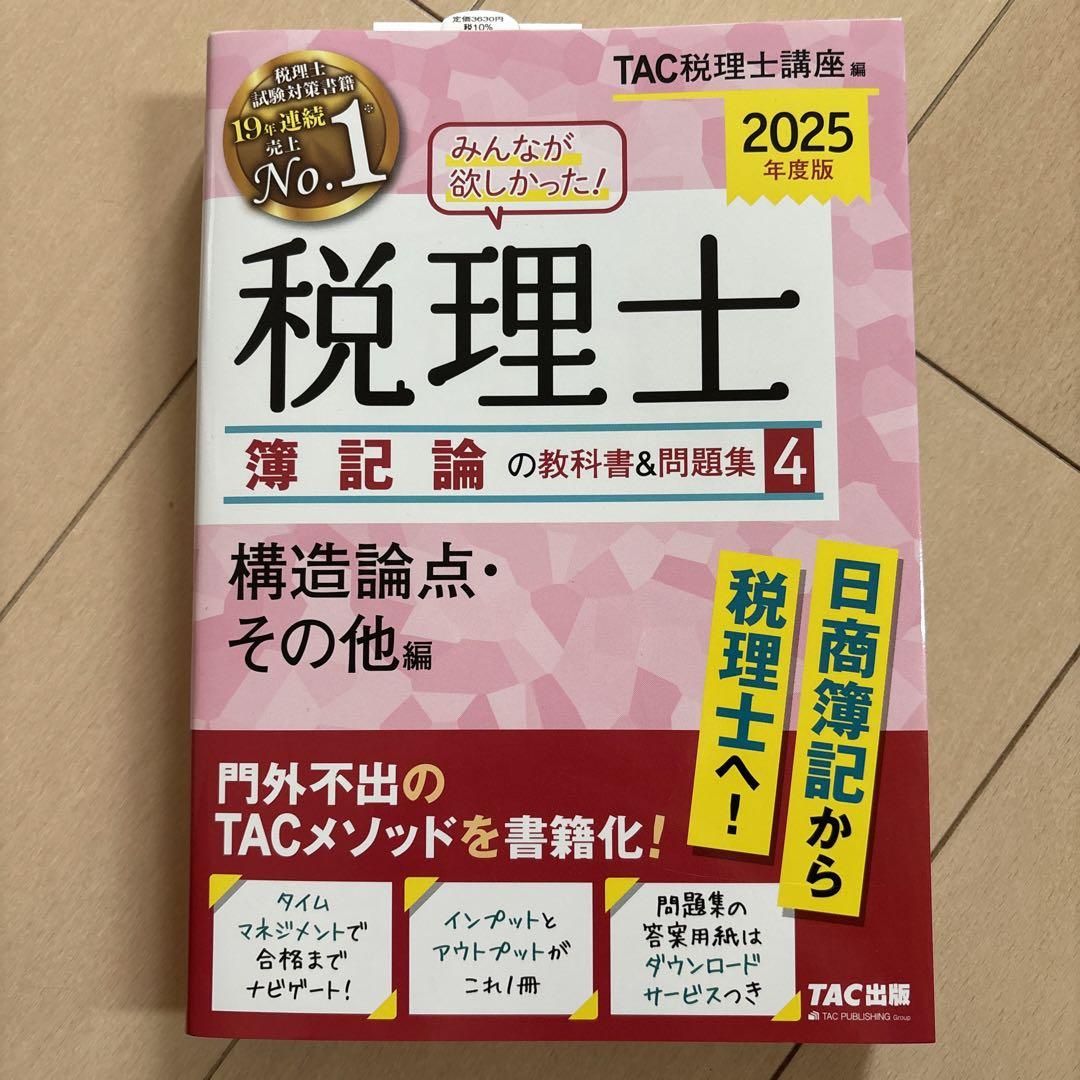 定価3630円
税10%
税理士
試験対策書籍
19年連続
売上
No.1※
TAC税理士講座 編
2025
年度版
みんなが
欲しかった!
税理士
簿記論の教科書&問題集 4
構造論点・
その他編
日商簿記から
税理士へ!
門外不出の
TACメソッドを書籍化!
タイム
マネジメントで
合格まで
ナビゲート!
インプットと
アウトプットが
これ1冊
問題集の
答案用紙は
ダウンロード
サービスつき
TAC出版
TAC PUBLISHING Group